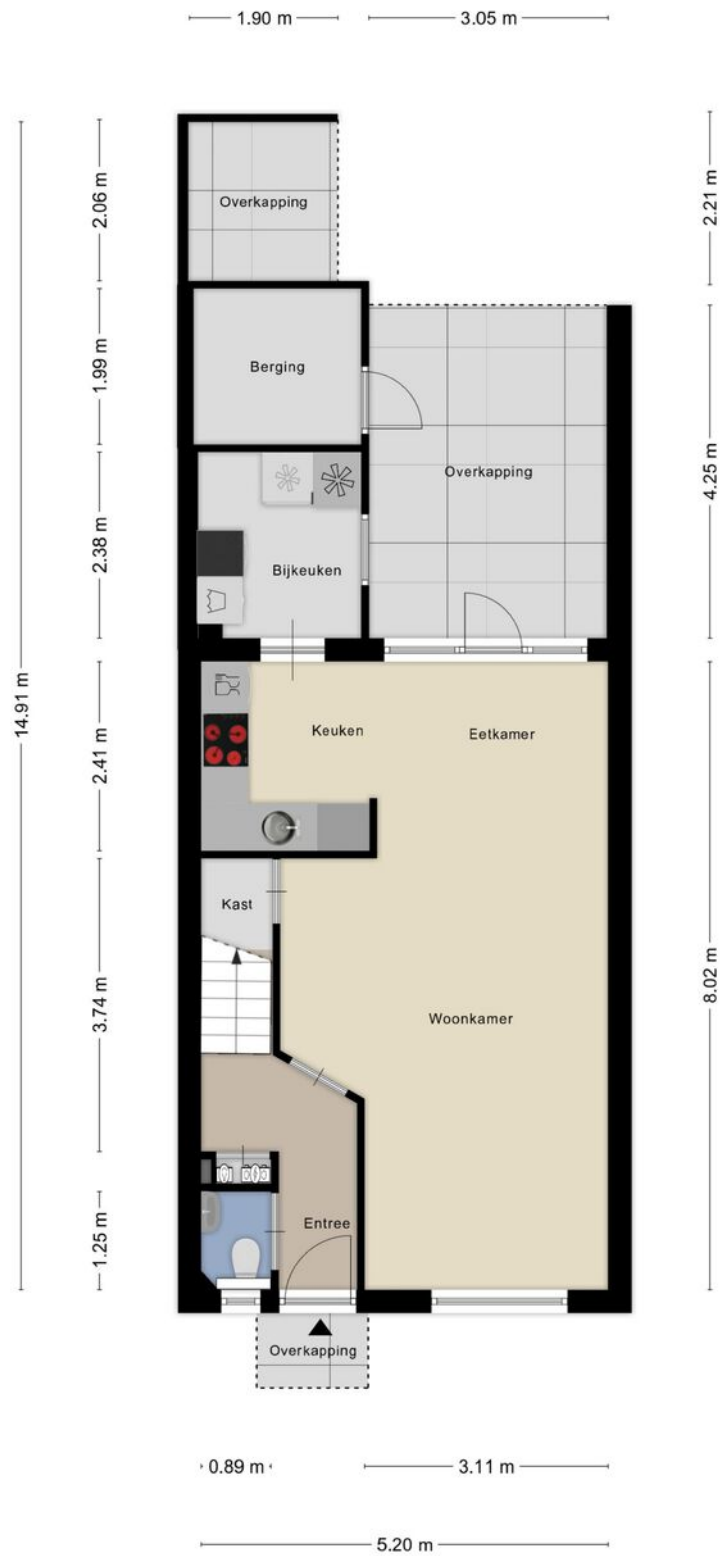 1.90 m
3.05 m
2.06 m
2.21 m
Overkapping
1.99 m
Berging
4.25 m
Overkapping
2.38 m
Bijkeuken
14.91 m
2.41 m
Keuken
Eetkamer
Kast
8.02 m
3.74 m
Woonkamer
1.25 m
Entree
Overkapping
0.89 m
3.11 m
5.20 m